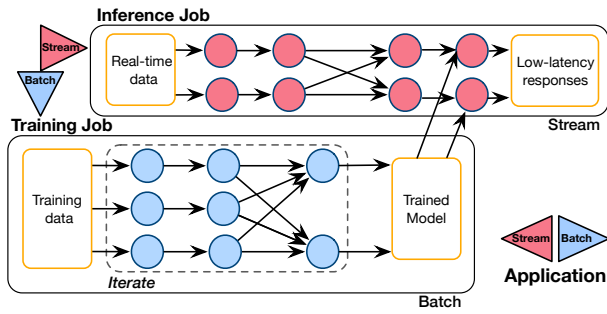 Inference Job
Stream
Batch
Real-time
data
Low-latency
responses
Stream
Training Job
Training
data
Trained
Model
Iterate
Batch
Stream
Batch
Application